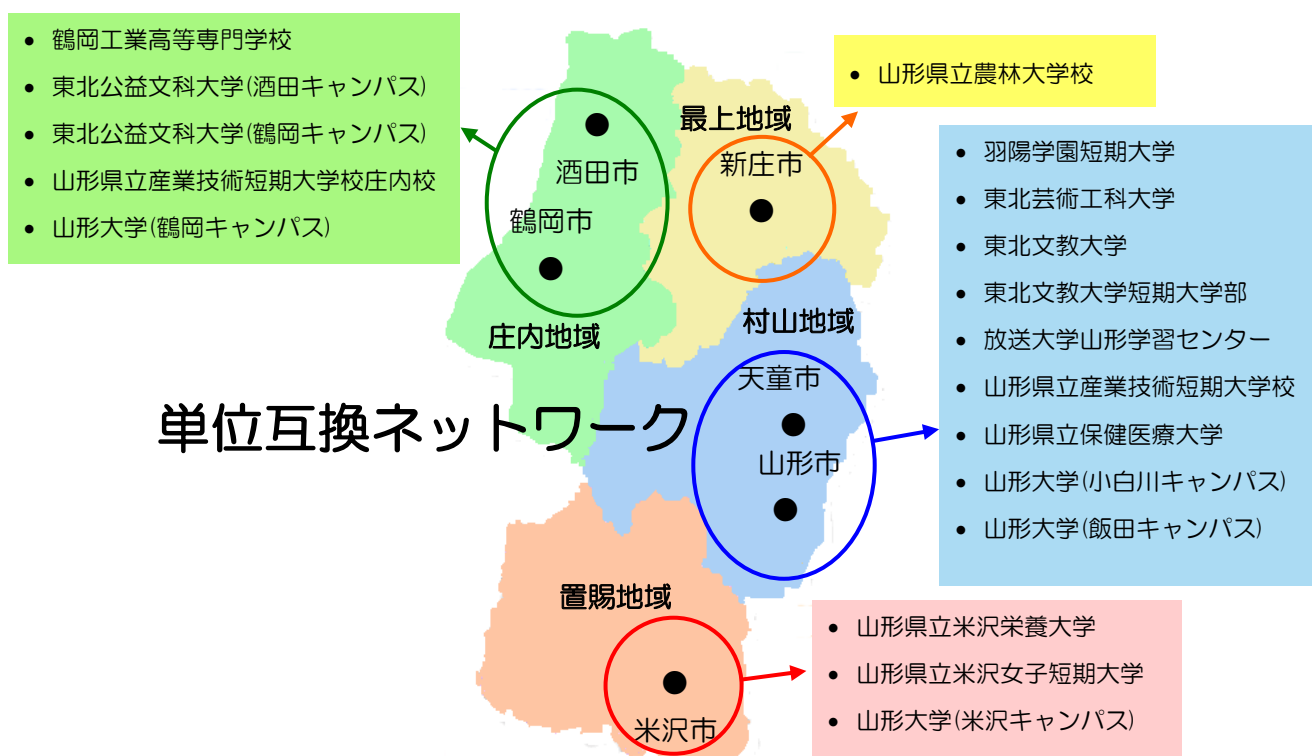 • 鶴岡工業高等専門学校
• 東北公益文科大学(酒田キャンパス)
• 東北公益文科大学(鶴岡キャンパス)
• 山形県立産業技術短期大学校庄内校
• 山形大学(鶴岡キャンパス)
• 山形県立農林大学校
最上地域
新庄市
酒田市
鶴岡市
庄内地域
村山地域
天童市
山形市
単位互換ネットワーク
• 羽陽学園短期大学
• 東北芸術工科大学
• 東北文教大学
• 東北文教大学短期大学部
• 放送大学山形学習センター
• 山形県立産業技術短期大学校
• 山形県立保健医療大学
• 山形大学(小白川キャンパス)
• 山形大学(飯田キャンパス)
置賜地域
米沢市
• 山形県立米沢栄養大学
• 山形県立米沢女子短期大学
• 山形大学(米沢キャンパス)